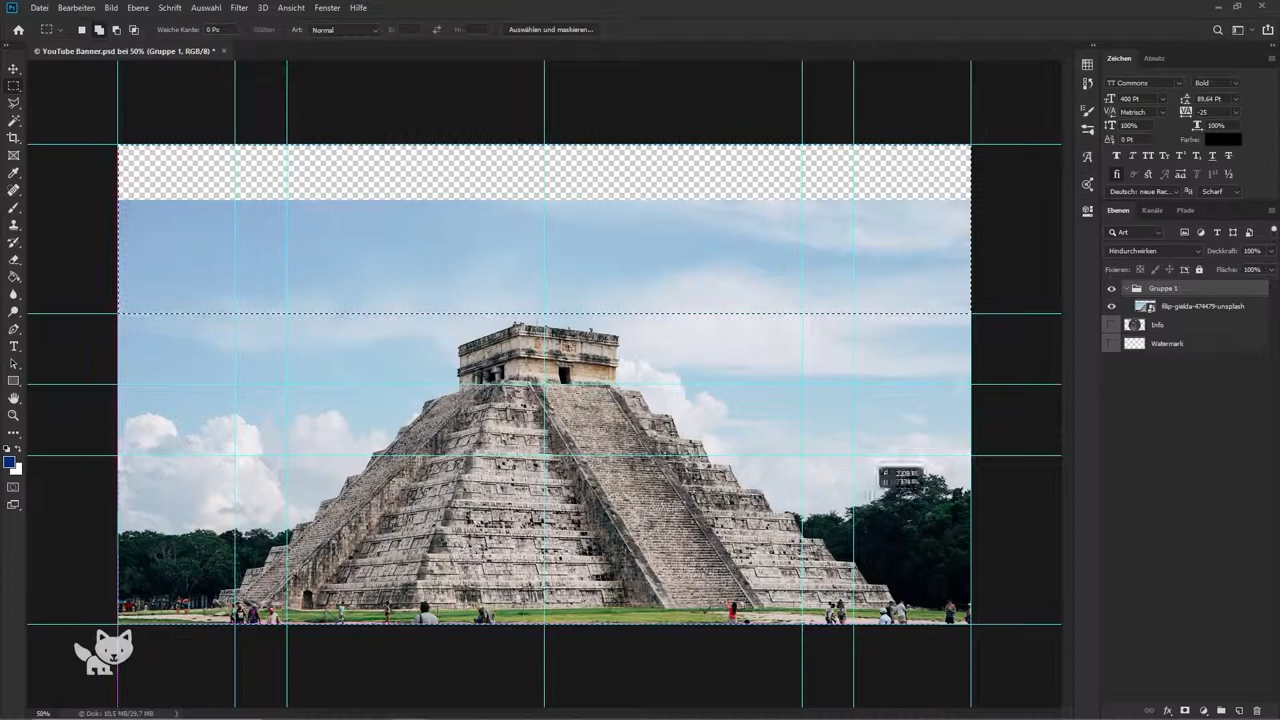 Ps Datei Bearbeiten Bild Ebene Schrift Auswahl Filter 3D Ansicht Fenster Hilfe
Weiche Kante: 0 Px Glätten Art: Normal B: H: Auswählen und maskieren...
© YouTube Banner.psd bei 50% (Gruppe 1, RGB/8) * ×
Zeichen Absatz
TT Commons Bold
400 Pt 89,64 Pt
Metrisch -25
100% 100%
0 Pt Farbe:
Deutsch: neue Rec... Scharf
Ebenen Kanäle Pfade
Art
Hindurchwirken Deckkraft: 100%
Fixieren: Fläche: 100%
Gruppe 1
filip-gielda-474479-unsplash
Info
Watermark
50% Dok: 10,5 MB/29,7 MB